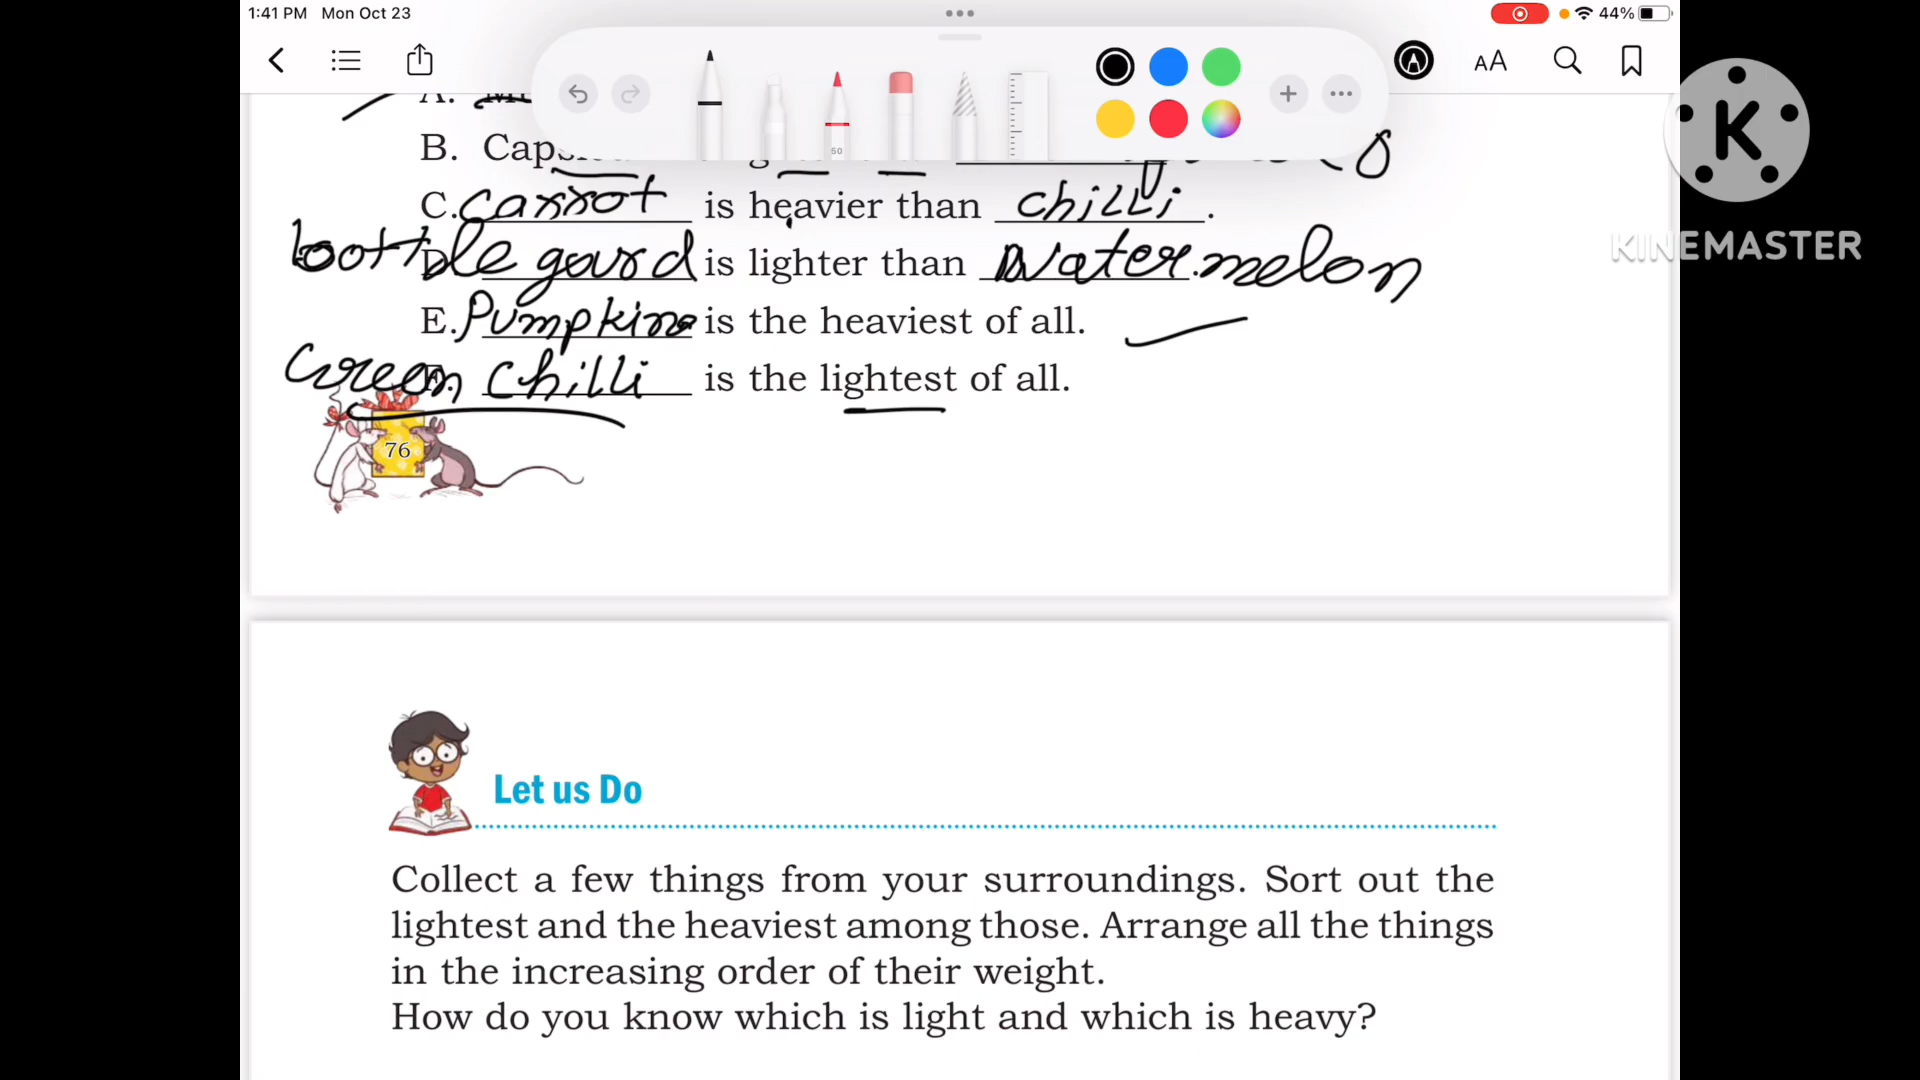 1:41 PM Mon Oct 23
44%
AA
50
K
KINEMASTER
A.
B. Cap
C. carrot is heavier than chilli.
D. bottle gourd is lighter than Water melon.
E. Pumpkin is the heaviest of all.
F. Green chilli is the lightest of all.
76
Let us Do
Collect a few things from your surroundings. Sort out the
lightest and the heaviest among those. Arrange all the things
in the increasing order of their weight.
How do you know which is light and which is heavy?